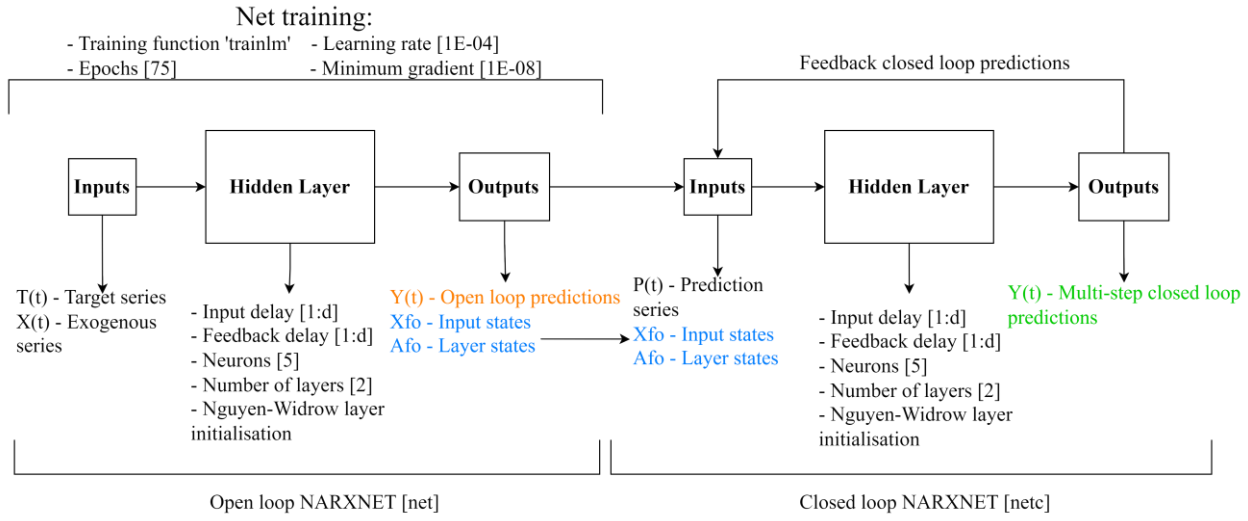 Net training:
- Training function 'trainlm' - Learning rate [1E-04]
- Epochs [75] - Minimum gradient [1E-08]
Feedback closed loop predictions
Inputs
Hidden Layer
Outputs
Inputs
Hidden Layer
Outputs
T(t) - Target series
X(t) - Exogenous
series
- Input delay [1:d]
- Feedback delay [1:d]
- Neurons [5]
- Number of layers [2]
- Nguyen-Widrow layer
initialisation
Y(t) - Open loop predictions
Xfo - Input states
Afo - Layer states
P(t) - Prediction
series
Xfo - Input states
Afo - Layer states
- Input delay [1:d]
- Feedback delay [1:d]
- Neurons [5]
- Number of layers [2]
- Nguyen-Widrow layer
initialisation
Y(t) - Multi-step closed loop
predictions
Open loop NARXNET [net]
Closed loop NARXNET [netc]